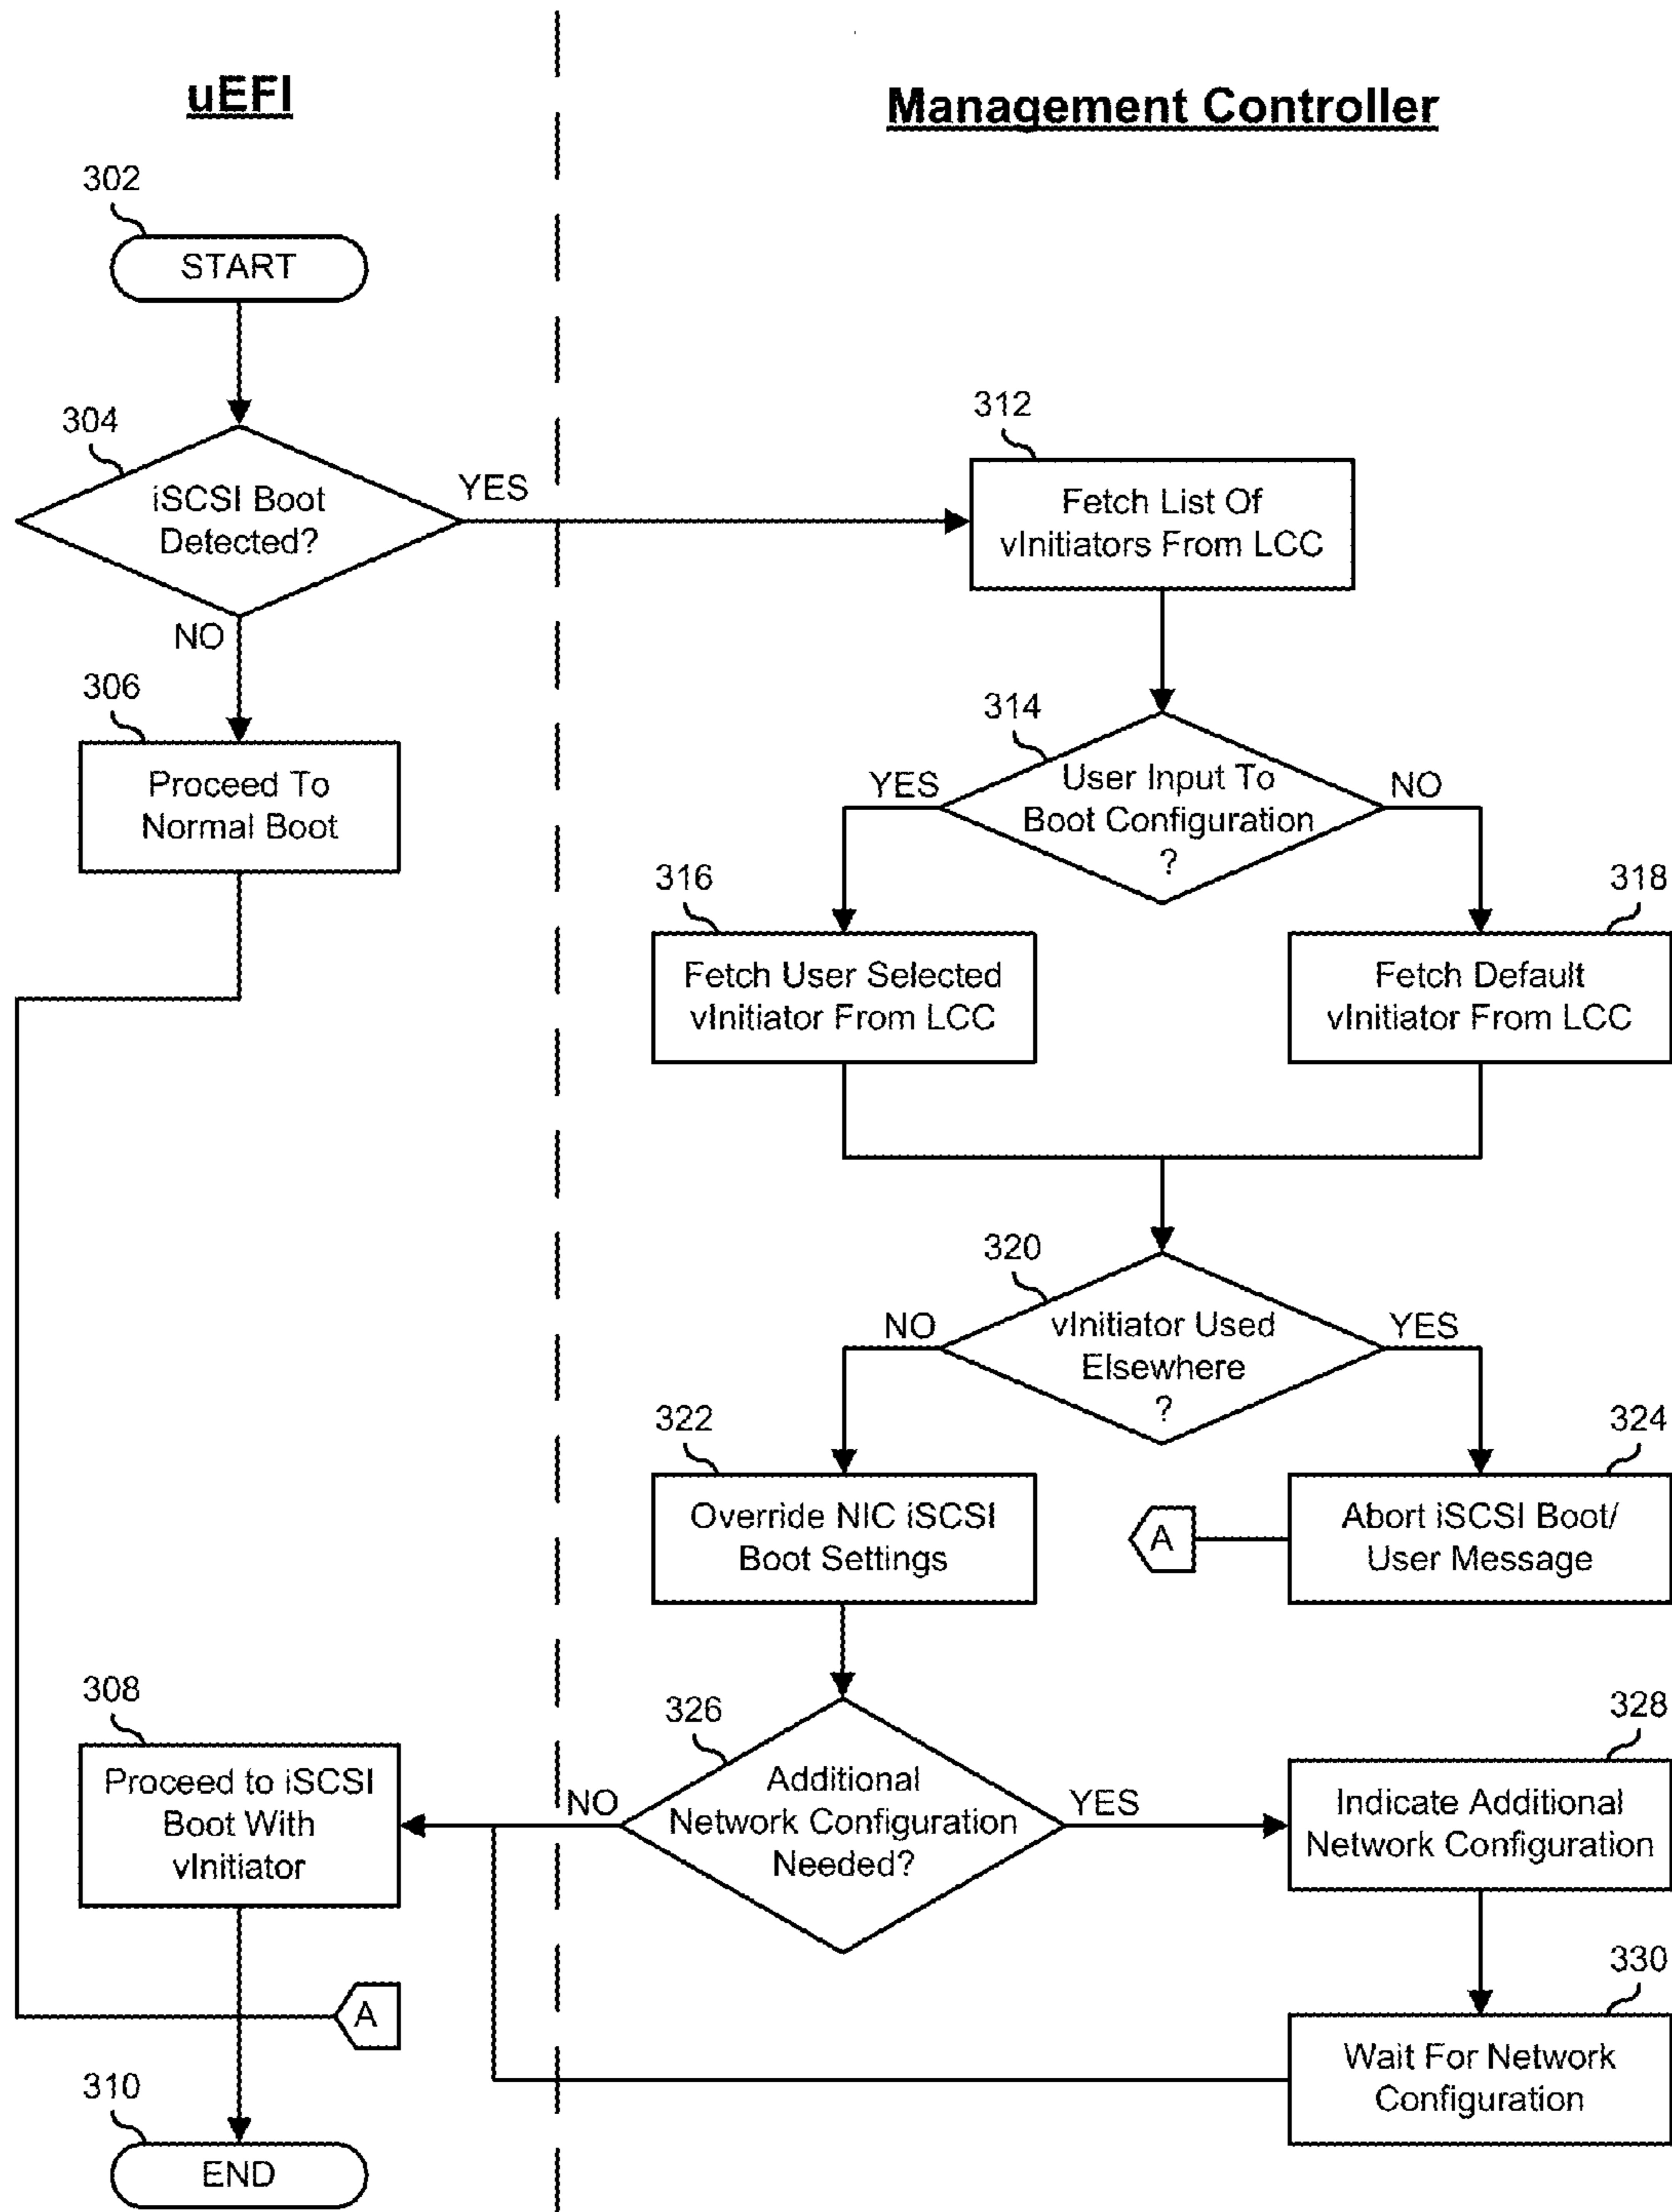 uEFI
Management Controller
302
START
304
iSCSI Boot
Detected?
YES
NO
306
Proceed To
Normal Boot
312
Fetch List Of
vInitiators From LCC
314
User Input To
Boot Configuration
?
YES
NO
316
Fetch User Selected
vInitiator From LCC
318
Fetch Default
vInitiator From LCC
320
vInitiator Used
Elsewhere
?
NO
YES
322
Override NIC iSCSI
Boot Settings
324
Abort iSCSI Boot/
User Message
A
326
Additional
Network Configuration
Needed?
NO
YES
308
Proceed to iSCSI
Boot With
vInitiator
328
Indicate Additional
Network Configuration
A
330
Wait For Network
Configuration
310
END